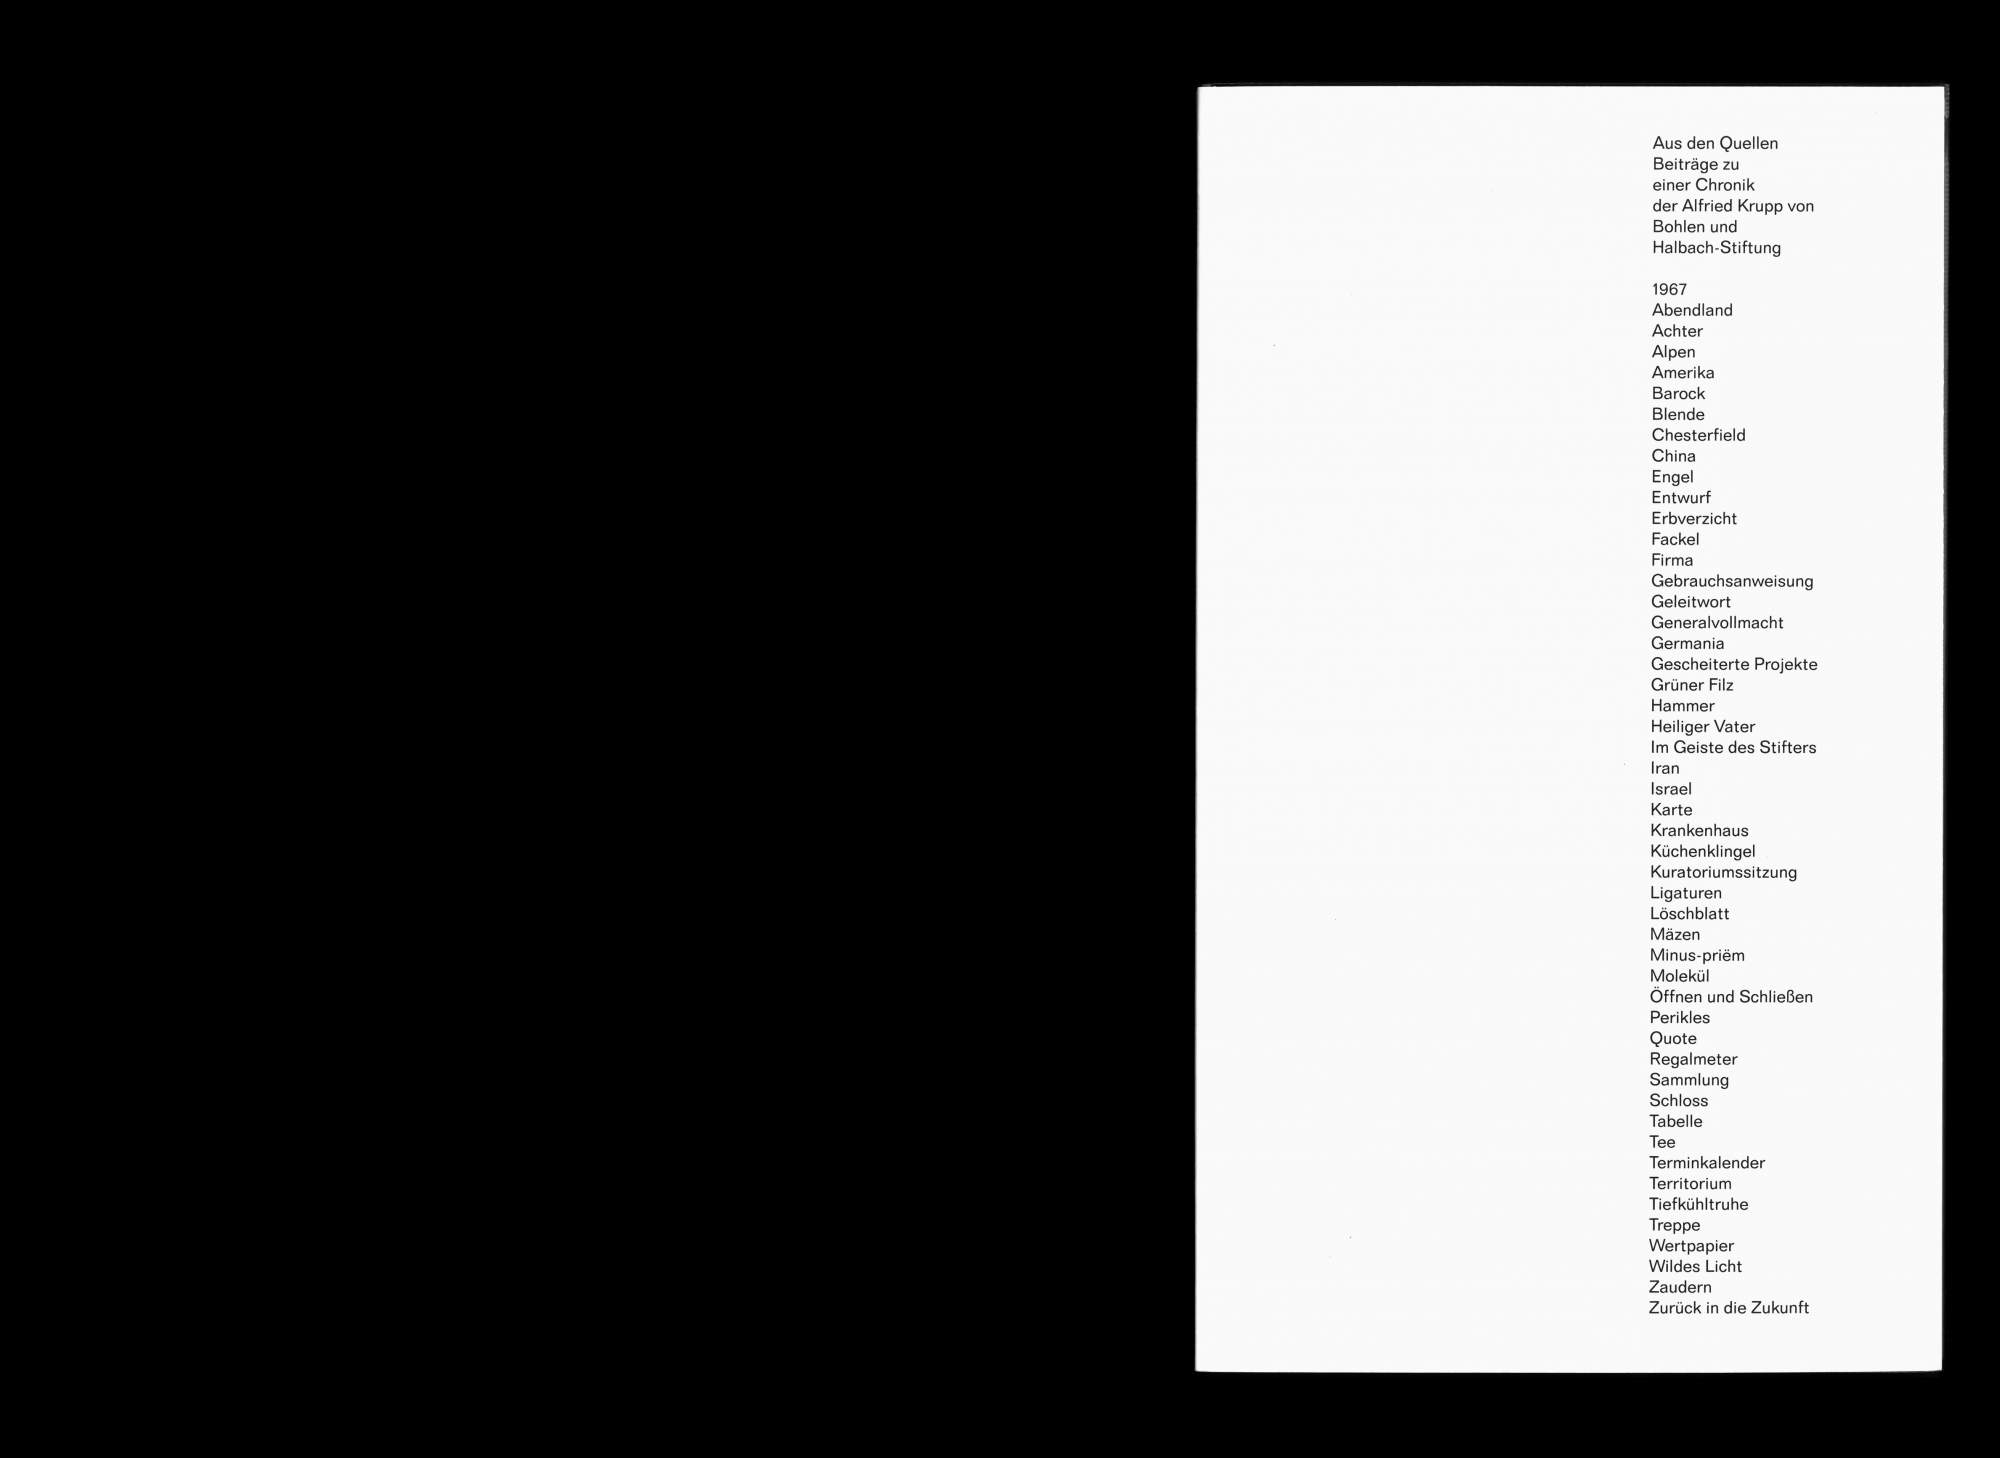 Aus den Quellen
Beiträge zu
einer Chronik
der Alfried Krupp von
Bohlen und
Halbach-Stiftung
1967
Abendland
Achter
Alpen
Amerika
Barock
Blende
Chesterfield
China
Engel
Entwurf
Erbverzicht
Fackel
Firma
Gebrauchsanweisung
Geleitwort
Generalvollmacht
Germania
Gescheiterte Projekte
Grüner Filz
Hammer
Heiliger Vater
Im Geiste des Stifters
Iran
Israel
Karte
Krankenhaus
Küchenklingel
Kuratoriumssitzung
Ligaturen
Löschblatt
Mäzen
Minus-priëm
Molekül
Öffnen und Schließen
Perikles
Quote
Regalmeter
Sammlung
Schloss
Tabelle
Tee
Terminkalender
Territorium
Tiefkühltruhe
Treppe
Wertpapier
Wildes Licht
Zaudern
Zurück in die Zukunft